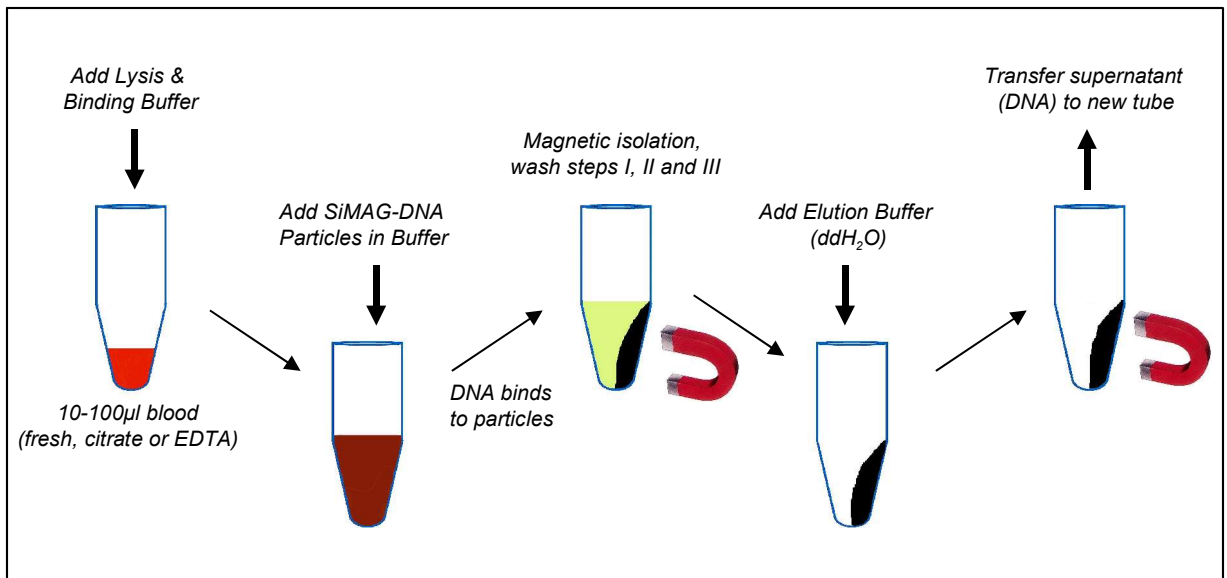 Add Lysis &
Binding Buffer
10-100µl blood
(fresh, citrate or EDTA)
Add SiMAG-DNA
Particles in Buffer
DNA binds
to particles
Magnetic isolation,
wash steps I, II and III
Add Elution Buffer
(ddH₂O)
Transfer supernatant
(DNA) to new tube